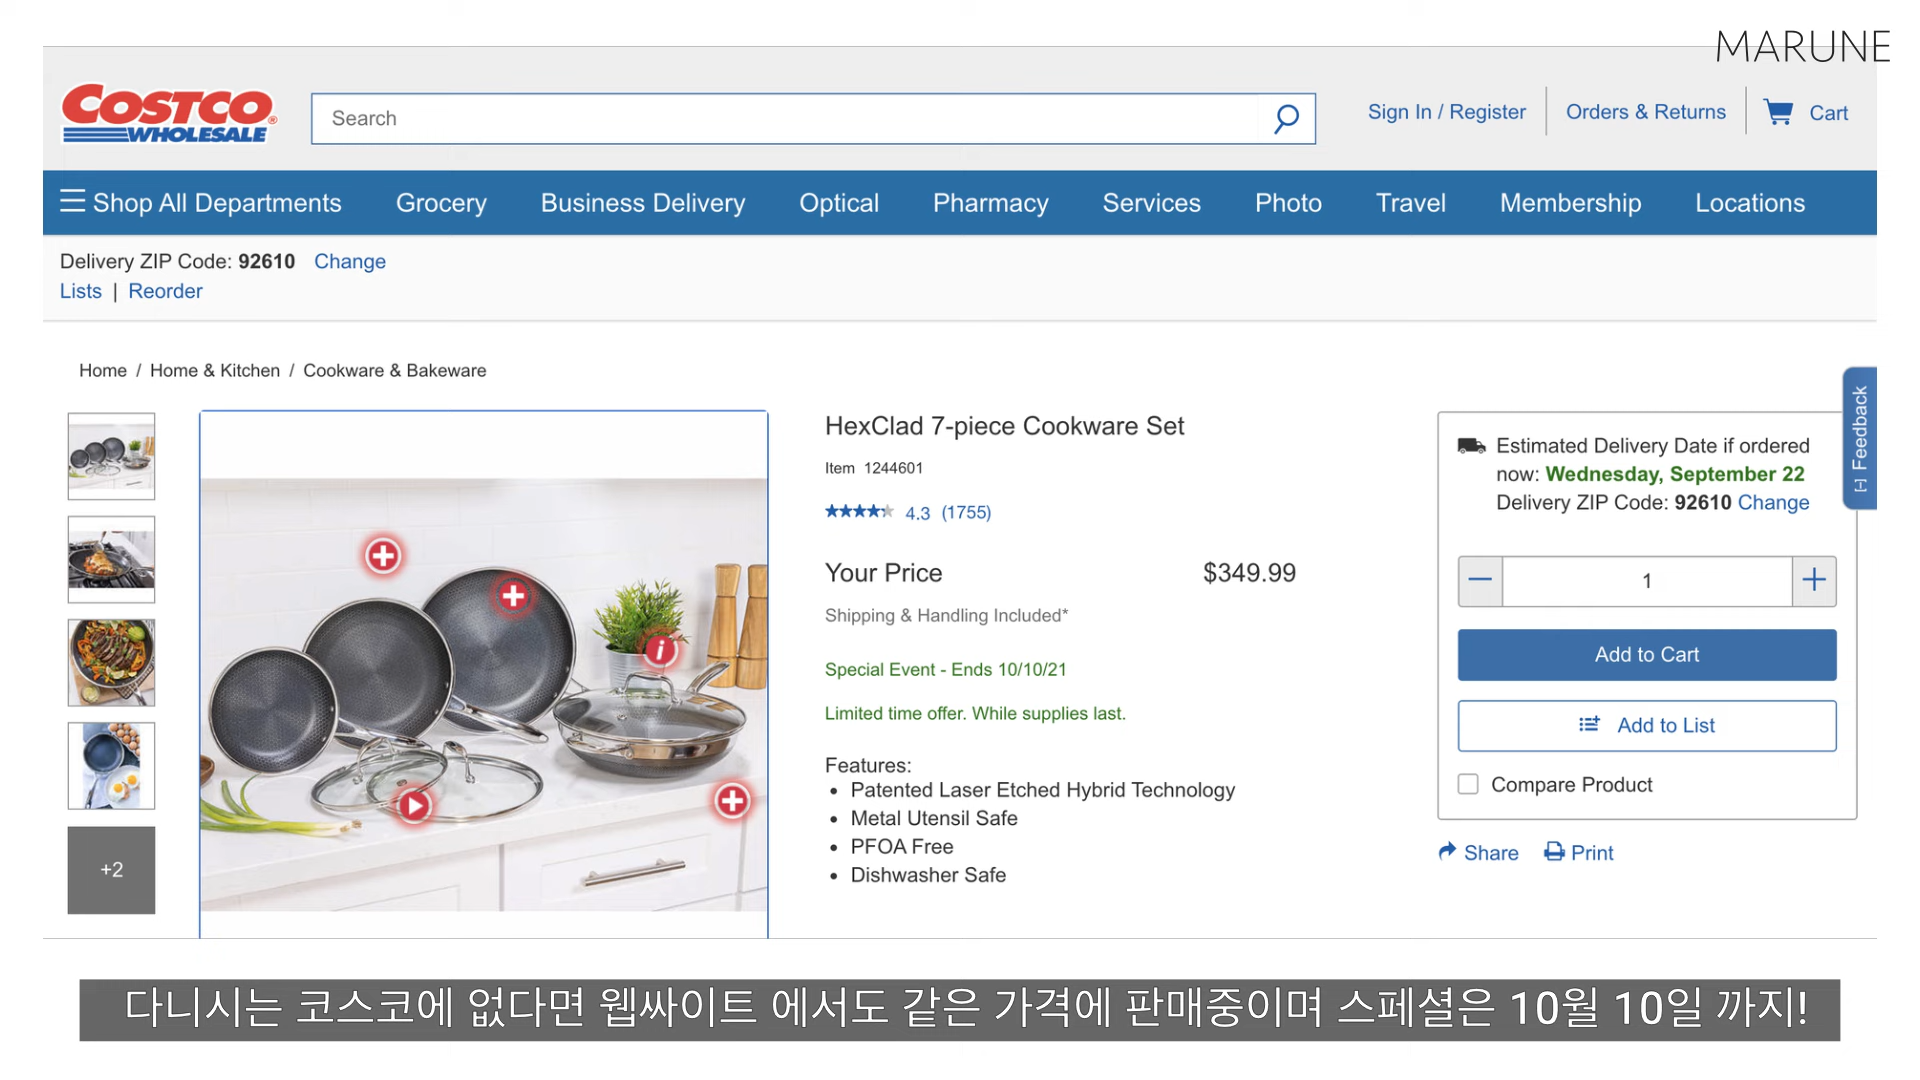 MARUNE
COSTCO
WHOLESALE
Search
Sign In / Register
Orders & Returns
Cart
Shop All Departments
Grocery
Business Delivery
Optical
Pharmacy
Services
Photo
Travel
Membership
Locations
Delivery ZIP Code: 92610 Change
Lists | Reorder
Home / Home & Kitchen / Cookware & Bakeware
+2
HexClad 7-piece Cookware Set
Item 1244601
4.3 (1755)
Your Price $349.99
Shipping & Handling Included*
Special Event - Ends 10/10/21
Limited time offer. While supplies last.
Features:
• Patented Laser Etched Hybrid Technology
• Metal Utensil Safe
• PFOA Free
• Dishwasher Safe
Estimated Delivery Date if ordered
now: Wednesday, September 22
Delivery ZIP Code: 92610 Change
1
Add to Cart
Add to List
Compare Product
Share
Print
[-] Feedback
다니시는 코스코에 없다면 웹싸이트 에서도 같은 가격에 판매중이며 스페셜은 10월 10일 까지!